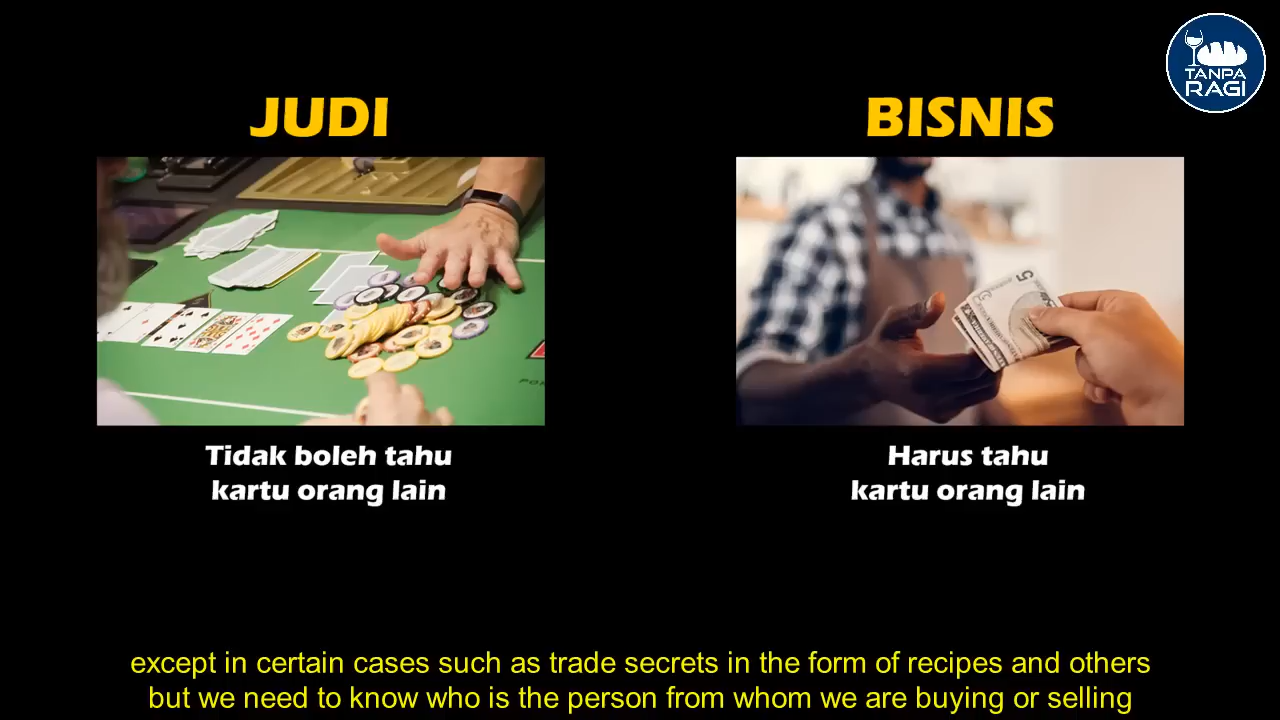 TANPA
RAGI
JUDI
BISNIS
Tidak boleh tahu
kartu orang lain
Harus tahu
kartu orang lain
except in certain cases such as trade secrets in the form of recipes and others
but we need to know who is the person from whom we are buying or selling